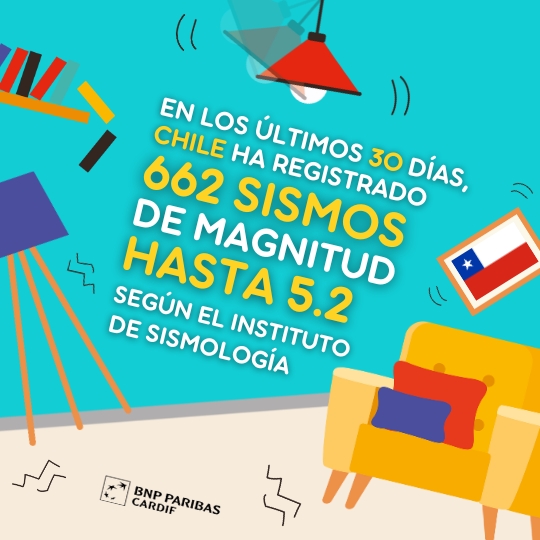 EN LOS ÚLTIMOS 30 DÍAS,
CHILE HA REGISTRADO
662 SISMOS
DE MAGNITUD
HASTA 5.2
SEGÚN EL INSTITUTO
DE SISMOLOGÍA
BNP PARIBAS
CARDIF